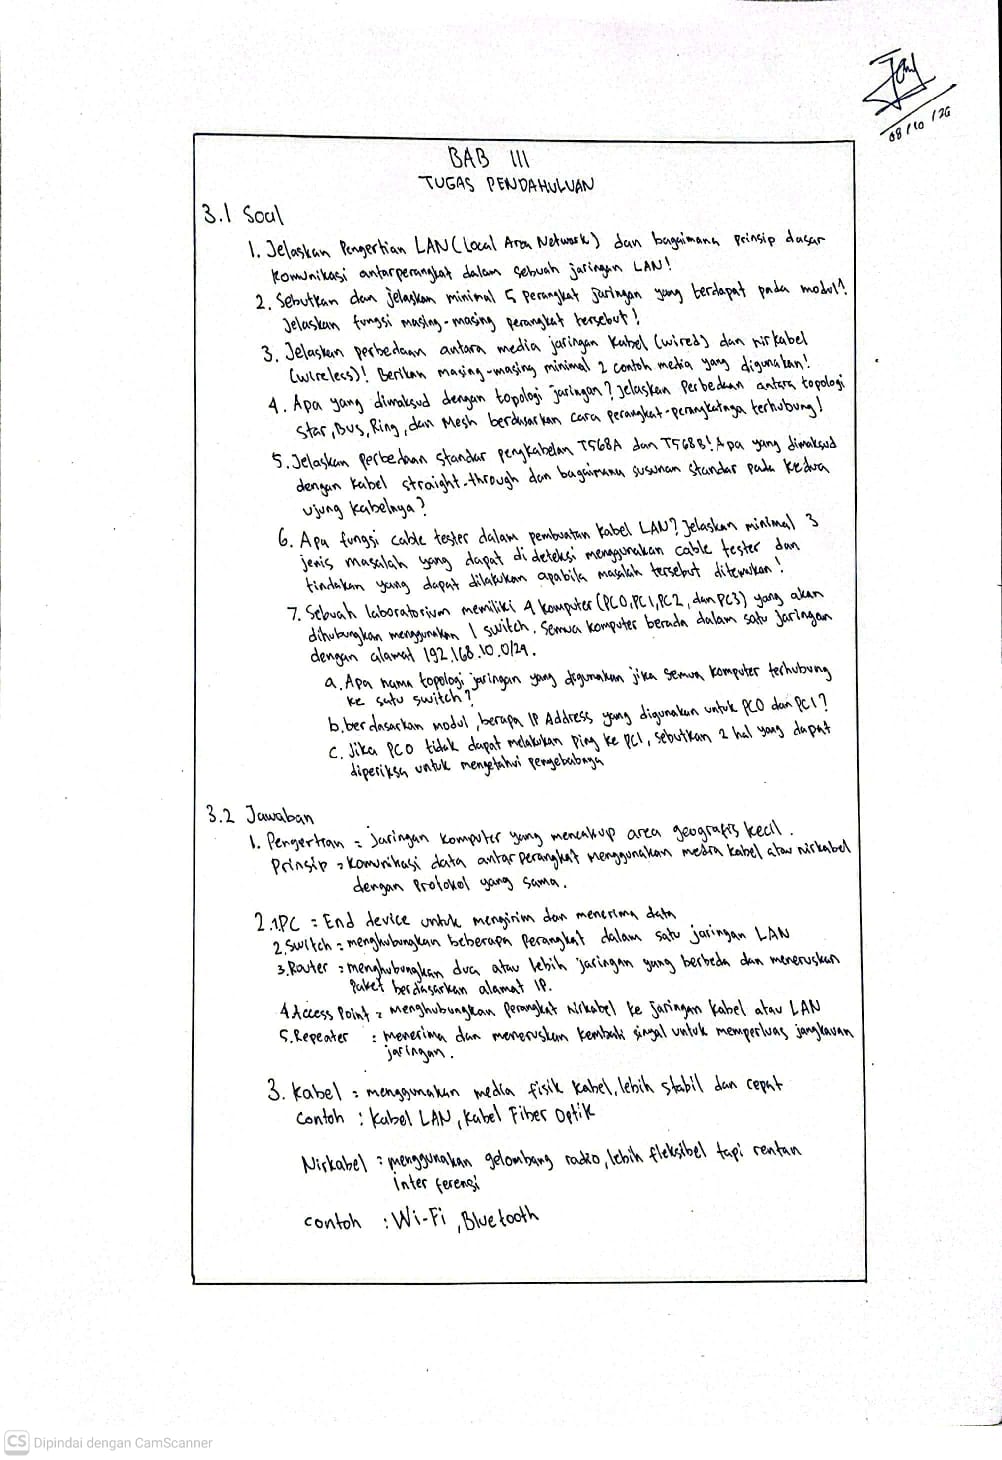 08/10/26
BAB III
TUGAS PENDAHULUAN
3.1 Soal
1. Jelaskan Pengertian LAN (Local Area Network) dan bagaimana prinsip dasar
komunikasi antarperangkat dalam sebuah jaringan LAN!
2. Sebutkan dan jelaskan minimal 5 perangkat jaringan yang berdapat pada modul!
Jelaskan fungsi masing-masing perangkat tersebut!
3. Jelaskan perbedaan antara media jaringan kabel (wired) dan nirkabel
(wireless)! Berikan masing-masing minimal 2 contoh media yang digunakan!
4. Apa yang dimaksud dengan topologi jaringan? Jelaskan Perbedaan antara topologi
Star, Bus, Ring, dan Mesh berdasarkan cara perangkat-perangkatnya terhubung!
5. Jelaskan perbedaan standar pengkabelan T568A dan T568B! Apa yang dimaksud
dengan kabel straight-through dan bagaimana susunan standar pada kedua
ujung kabelnya?
6. Apa fungsi cable tester dalam pembuatan kabel LAN? Jelaskan minimal 3
jenis masalah yang dapat dideteksi menggunakan cable tester dan
tindakan yang dapat dilakukan apabila masalah tersebut ditemukan!
7. Sebuah laboratorium memiliki 4 komputer (PC0, PC1, PC2, dan PC3) yang akan
dihubungkan menggunakan 1 switch. Semua komputer berada dalam satu jaringan
dengan alamat 192.168.10.0/24.
a. Apa nama topologi jaringan yang digunakan jika semua komputer terhubung
ke satu switch?
b. berdasarkan modul, berapa IP Address yang digunakan untuk PC0 dan PC1?
c. Jika PC0 tidak dapat melakukan Ping ke PC1, sebutkan 2 hal yang dapat
diperiksa untuk mengetahui penyebabnya
3.2 Jawaban
1. Pengertian = Jaringan komputer yang mencakup area geografis kecil.
Prinsip = Komunikasi data antarperangkat menggunakan media kabel atau nirkabel
dengan Protokol yang sama.
2. 1. PC = End device untuk mengirim dan menerima data
2. Switch = menghubungkan beberapa Perangkat dalam satu jaringan LAN
3. Router = menghubungkan dua atau lebih jaringan yang berbeda dan meneruskan
Paket berdasarkan alamat IP.
4. Access Point = Menghubungkan Perangkat Nirkabel ke jaringan kabel atau LAN
5. Repeater : menerima dan meneruskan kembali sinyal untuk memperluas jangkauan
jaringan.
3. Kabel = menggunakan media fisik kabel, lebih stabil dan cepat
Contoh : Kabel LAN, Kabel Fiber Optik
Nirkabel = menggunakan gelombang radio, lebih fleksibel tapi rentan
interferensi
contoh : Wi-Fi, Bluetooth
CS Dipindai dengan CamScanner